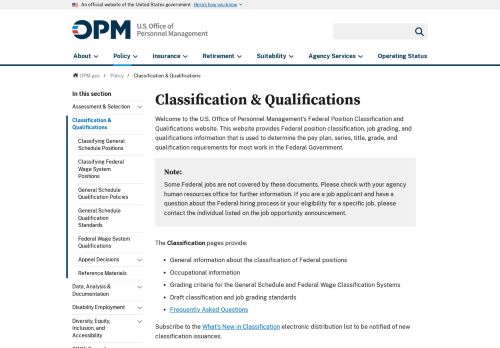 An official website of the United States government Here's how you know
OPM U.S. Office of
Personnel Management
About Policy Insurance Retirement Suitability Agency Services Operating Status
OPM.gov / Policy / Classification & Qualifications
In this section
Assessment & Selection
Classification &
Qualifications
Classifying General
Schedule Positions
Classifying Federal
Wage System
Positions
General Schedule
Qualification Policies
General Schedule
Qualification
Standards
Federal Wage System
Qualifications
Appeal Decisions
Reference Materials
Data, Analysis &
Documentation
Disability Employment
Diversity, Equity,
Inclusion, and
Accessibility
Classification & Qualifications
Welcome to the U.S. Office of Personnel Management's Federal Position Classification and
Qualifications website. This website provides Federal position classification, job grading, and
qualifications information that is used to determine the pay plan, series, title, grade, and
qualification requirements for most work in the Federal Government.
Note:
Some Federal jobs are not covered by these documents. Please check with your agency
human resources office for further information. If you are a job applicant and have a
question about the Federal hiring process or your eligibility for a specific job, please
contact the individual listed on the job opportunity announcement.
The Classification pages provide:
• General information about the classification of Federal positions
• Occupational information
• Grading criteria for the General Schedule and Federal Wage Classification Systems
• Draft classification and job grading standards
• Frequently Asked Questions
Subscribe to the What's New in Classification electronic distribution list to be notified of new
classification issuances.